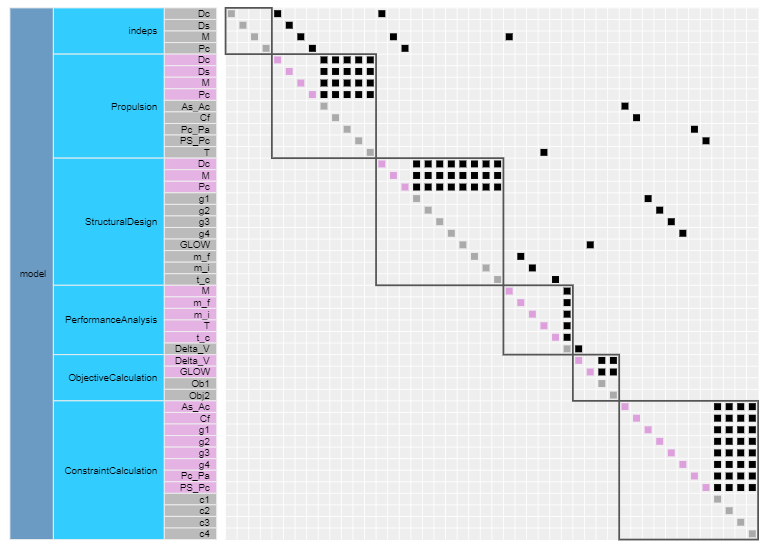 model
indeps
Dc
Ds
M
Pc
Propulsion
Dc
Ds
M
Pc
As_Ac
Cf
Pc_Pa
PS_Pc
T
StructuralDesign
Dc
M
Pc
g1
g2
g3
g4
GLOW
m_f
m_i
t_c
PerformanceAnalysis
M
m_f
m_i
T
t_c
Delta_V
ObjectiveCalculation
Delta_V
GLOW
Ob1
Obj2
ConstraintCalculation
As_Ac
Cf
g1
g2
g3
g4
Pc_Pa
PS_Pc
c1
c2
c3
c4